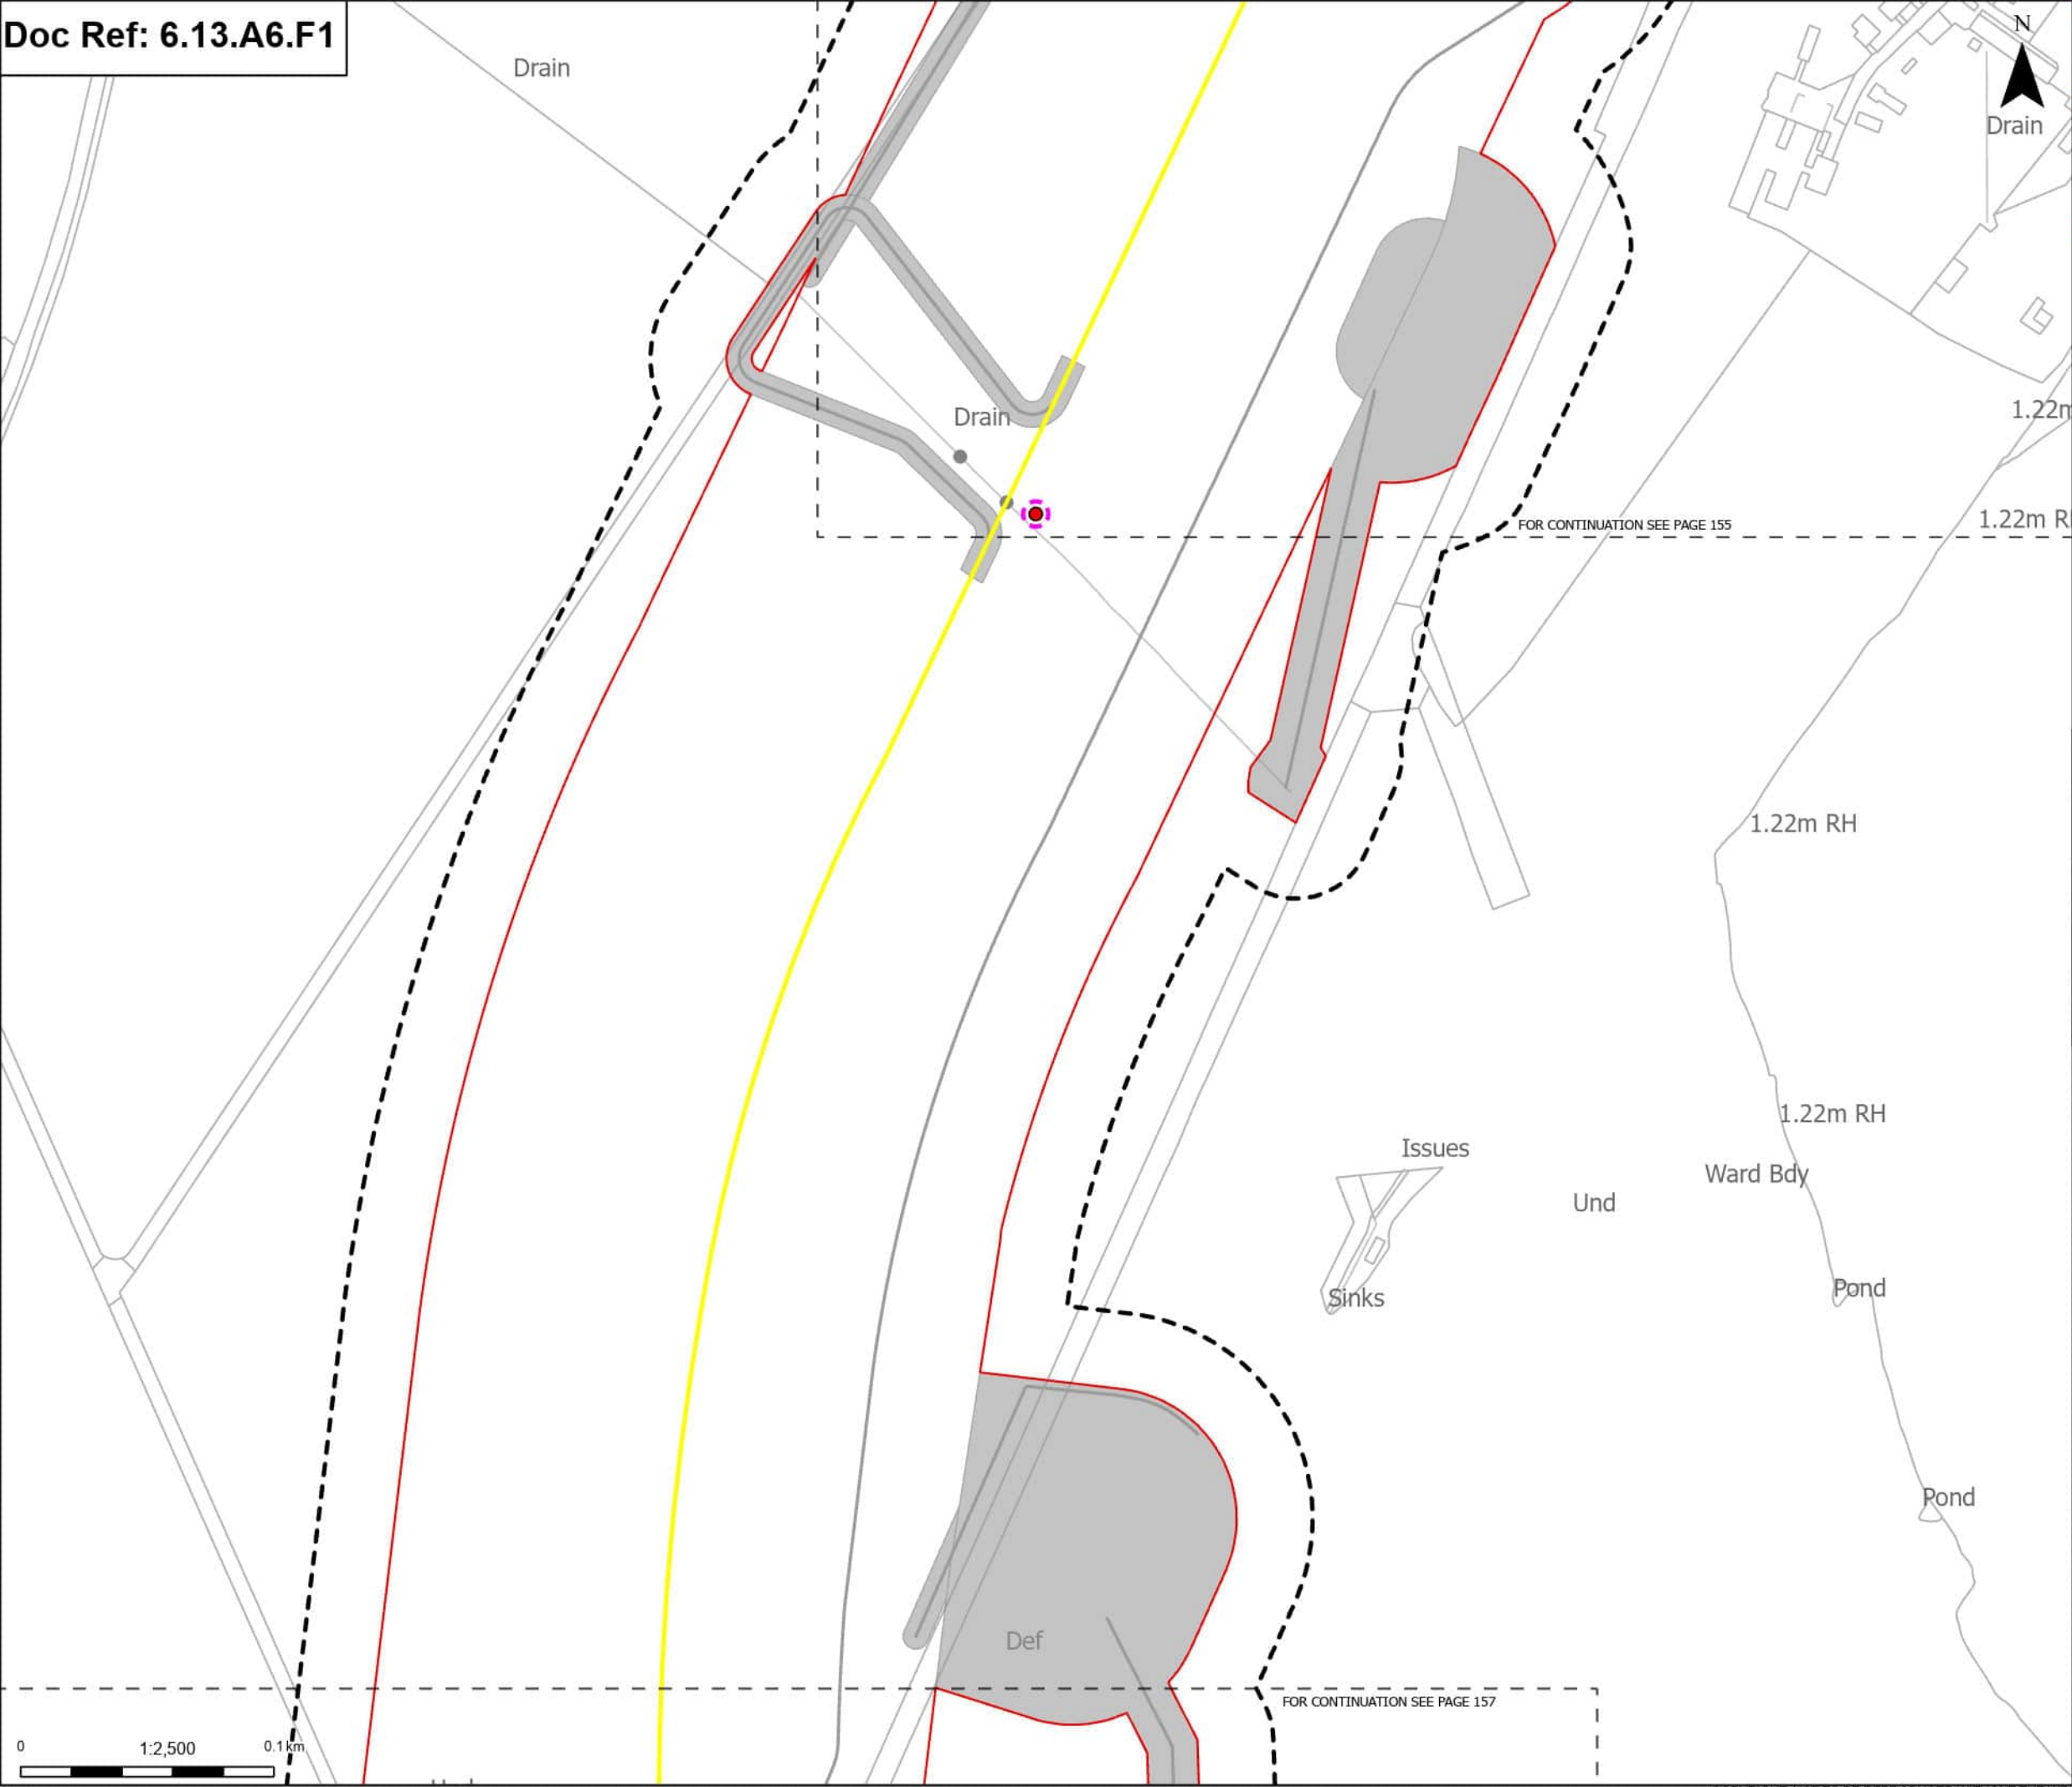 Doc Ref: 6.13.A6.F1
N
Drain
Drain
Drain
1.22m
1.22m R
FOR CONTINUATION SEE PAGE 155
1.22m RH
1.22m RH
Issues
Ward Bdy
Und
Sinks
Pond
Pond
Def
FOR CONTINUATION SEE PAGE 157
0 1:2,500 0.1 km